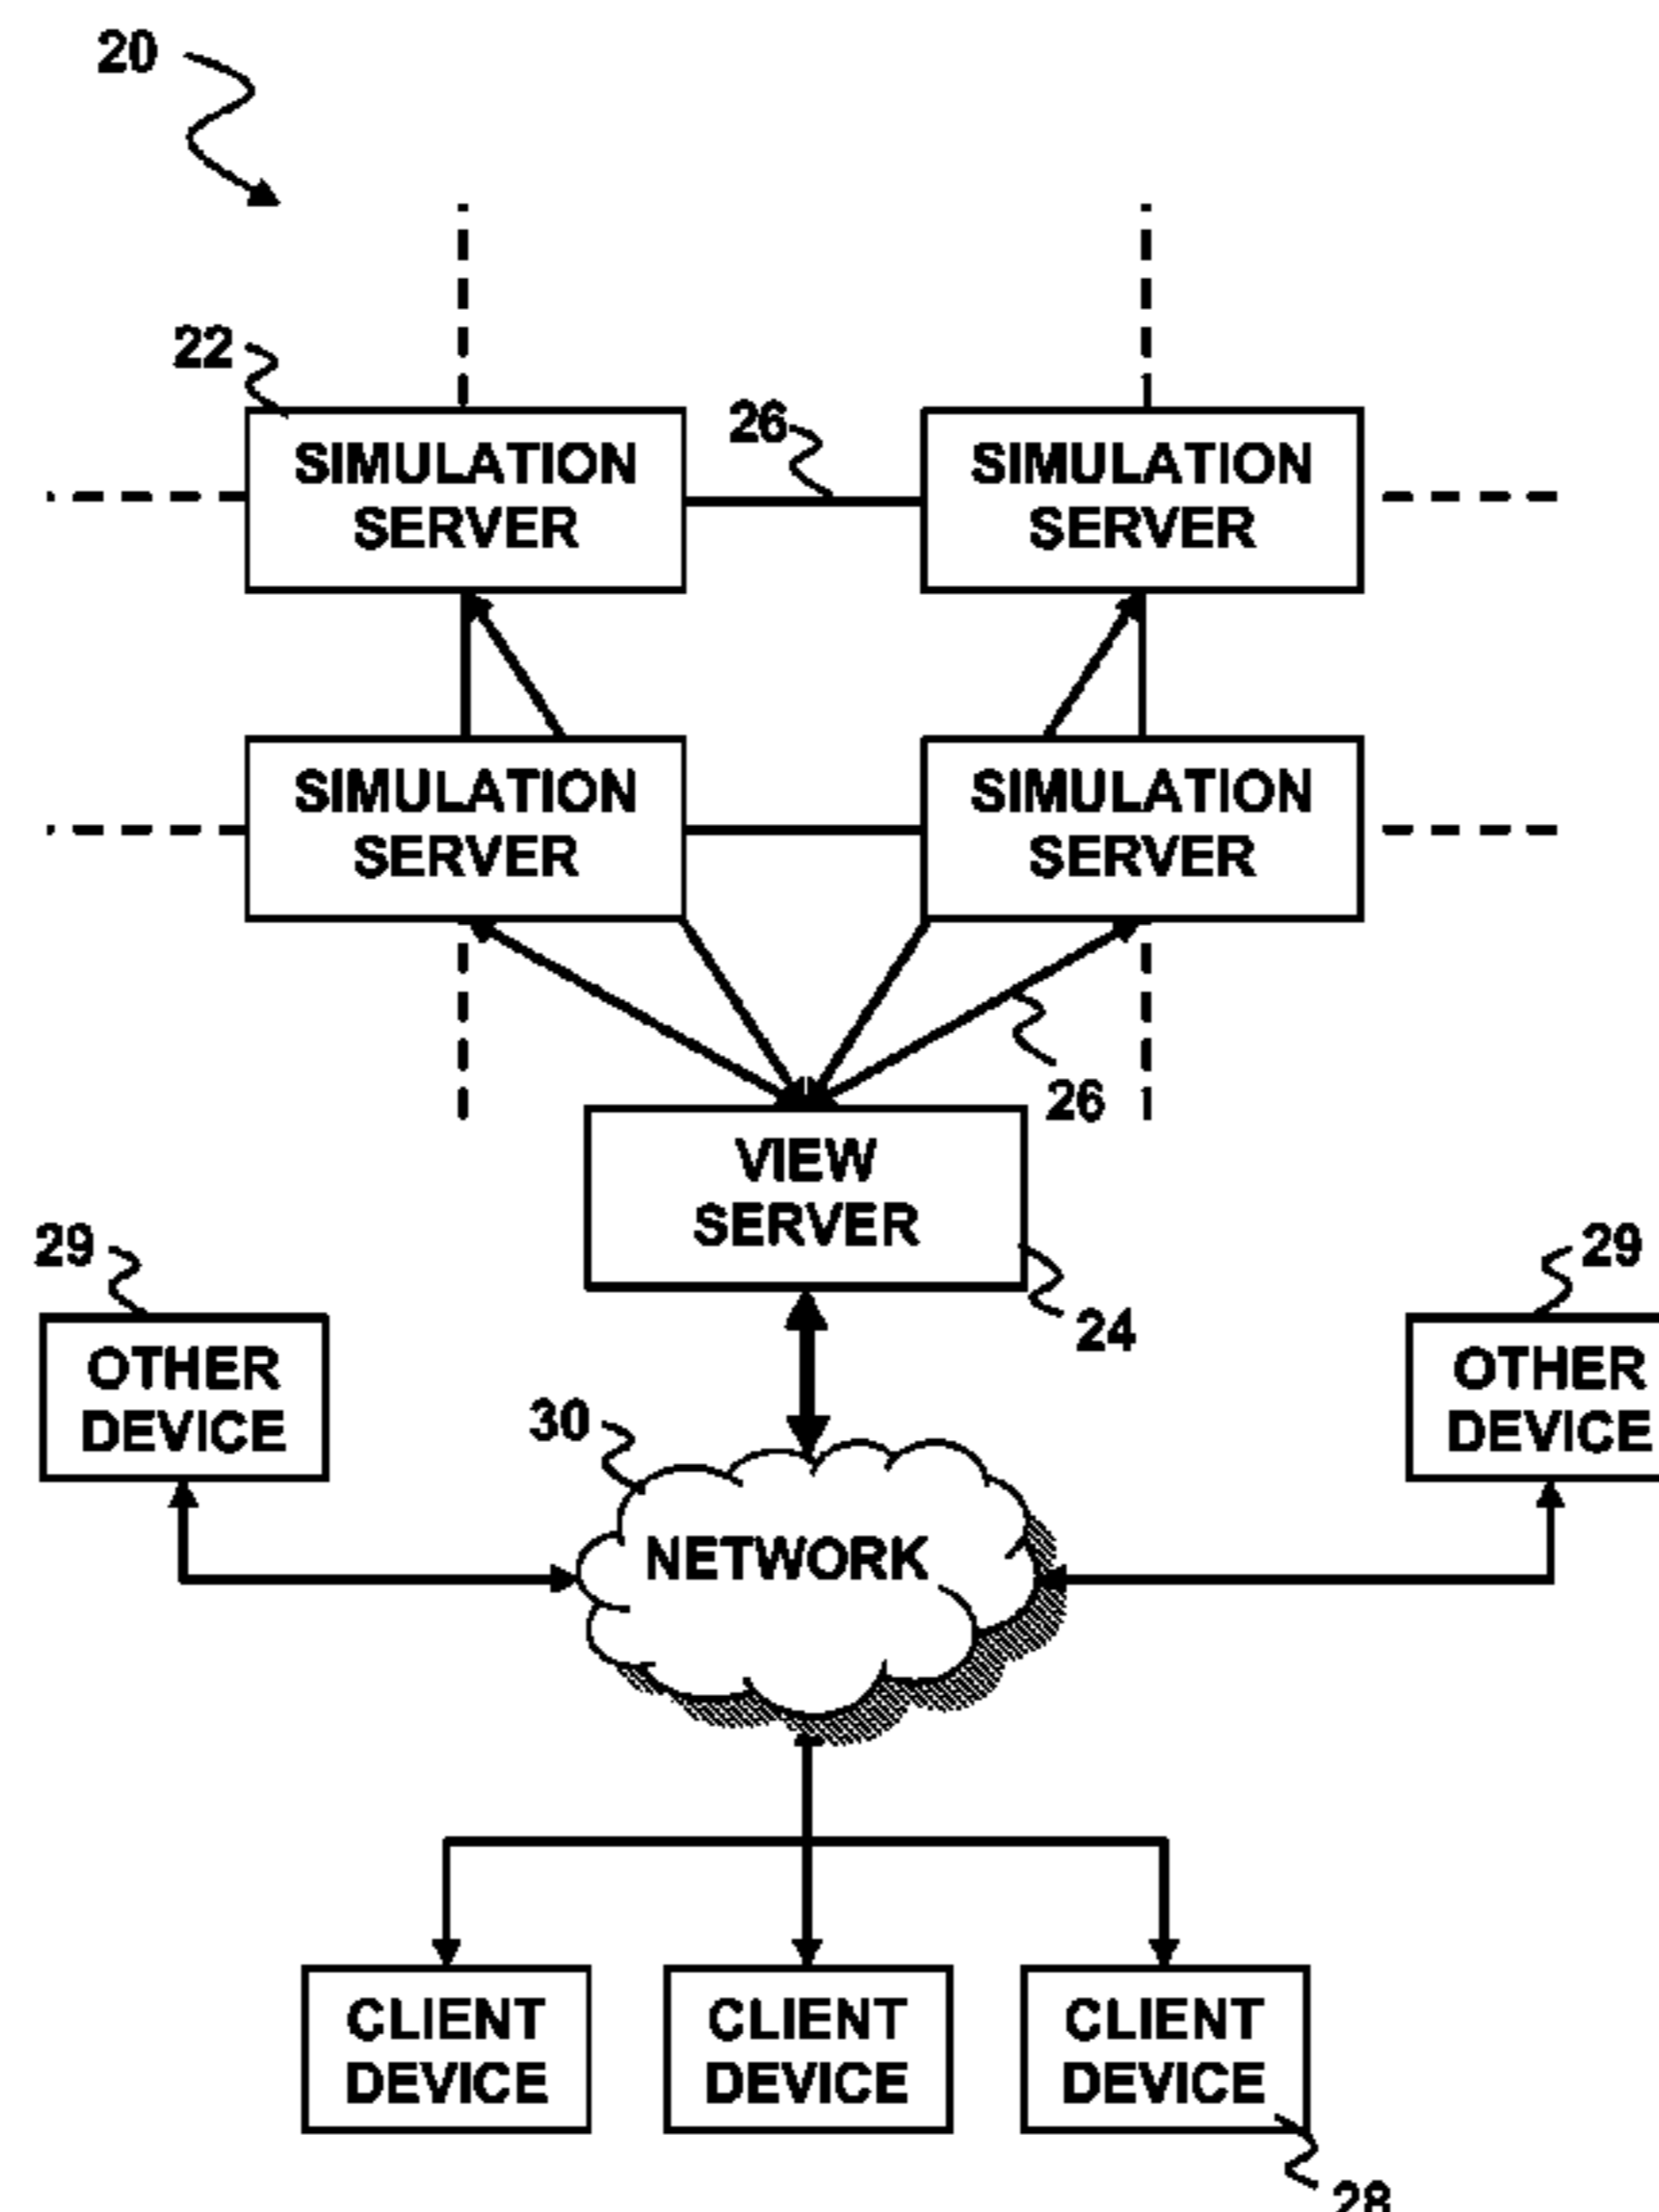 20
22
26
SIMULATION
SERVER
SIMULATION
SERVER
SIMULATION
SERVER
SIMULATION
SERVER
26
VIEW
SERVER
24
29
OTHER
DEVICE
29
OTHER
DEVICE
30
NETWORK
CLIENT
DEVICE
CLIENT
DEVICE
CLIENT
DEVICE
28